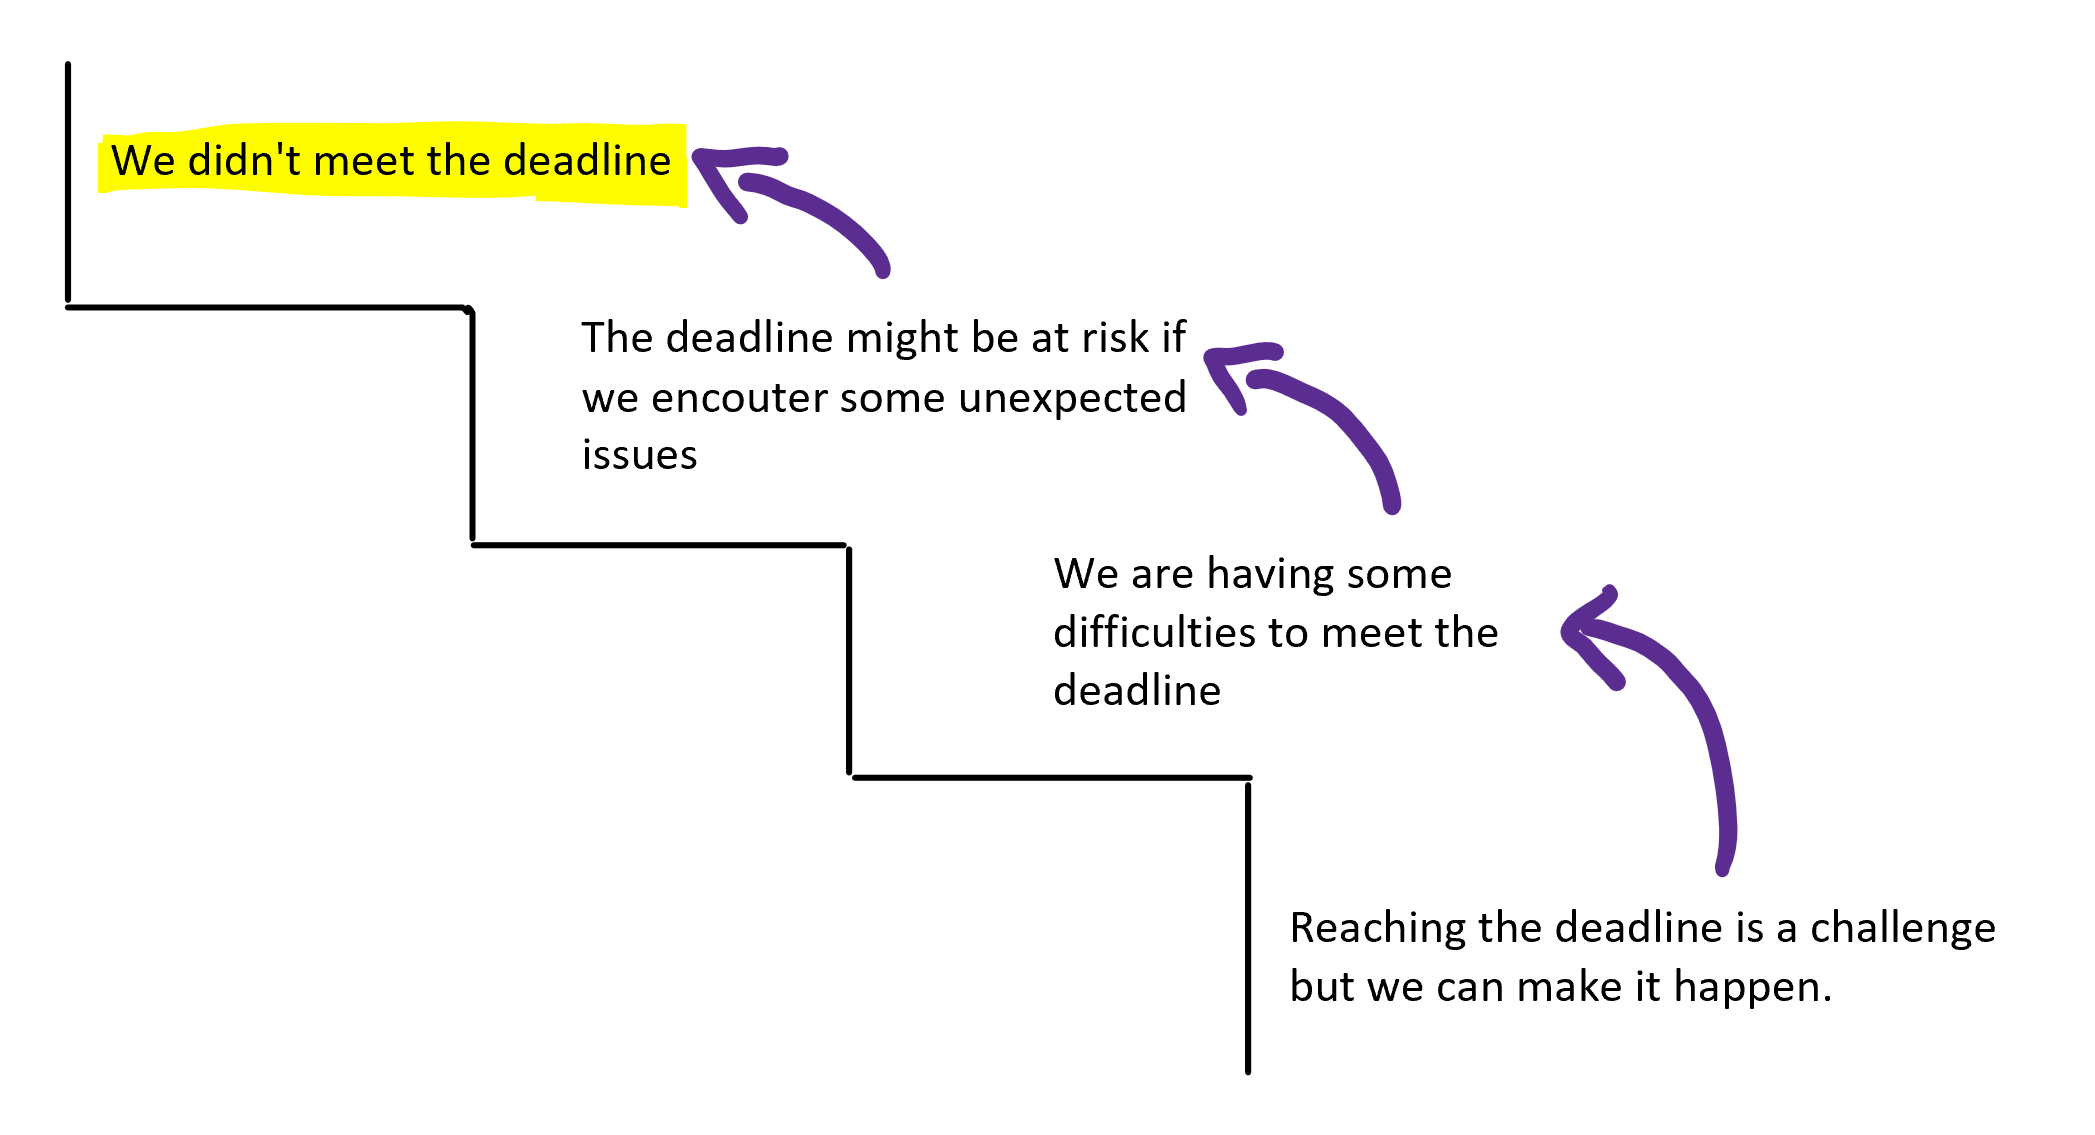 We didn't meet the deadline
The deadline might be at risk if
we encouter some unexpected
issues
We are having some
difficulties to meet the
deadline
Reaching the deadline is a challenge
but we can make it happen.